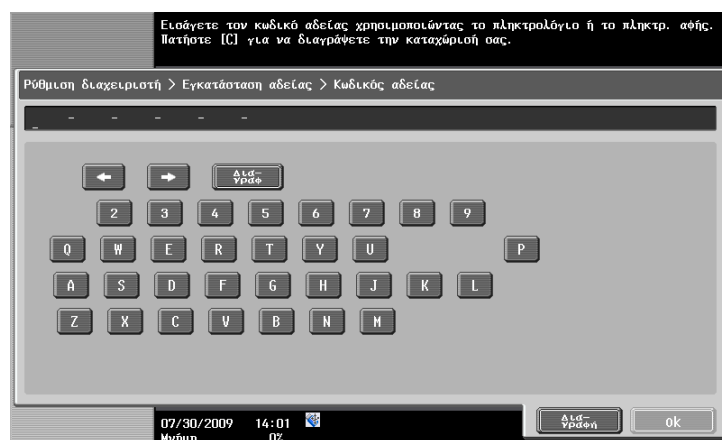 Εισάγετε τον κωδικό αδείας χρησιμοποιώντας το πληκτρολόγιο ή το πληκτρ. αφής.
Πατήστε [C] για να διαγράψετε την καταχώρισή σας.
Ρύθμιση διαχειριστή > Εγκατάσταση αδείας > Κωδικός αδείας
_ - - - - -
← → Δια-
γραφ
2 3 4 5 6 7 8 9
Q W E R T Y U P
A S D F G H J K L
Z X C V B N M
07/30/2009 14:01
Μνήμη 0%
Δια-
γραφή
ok